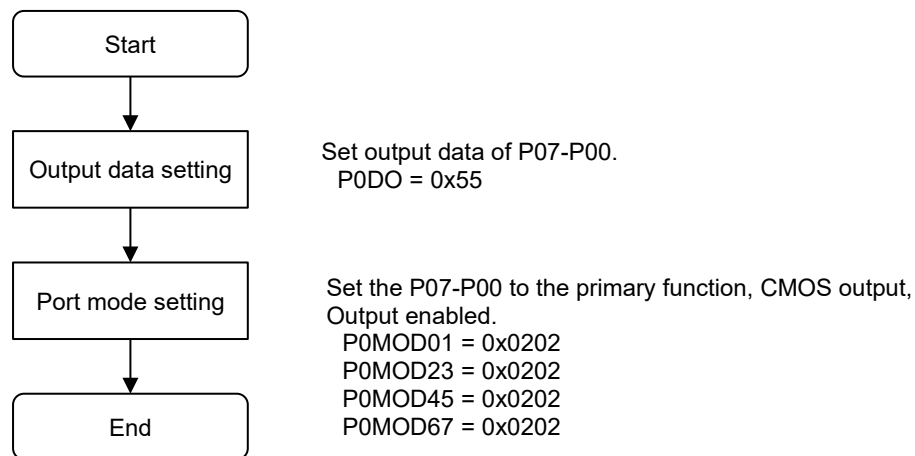 Start
Output data setting
Set output data of P07-P00.
P0DO = 0x55
Port mode setting
Set the P07-P00 to the primary function, CMOS output,
Output enabled.
P0MOD01 = 0x0202
P0MOD23 = 0x0202
P0MOD45 = 0x0202
P0MOD67 = 0x0202
End